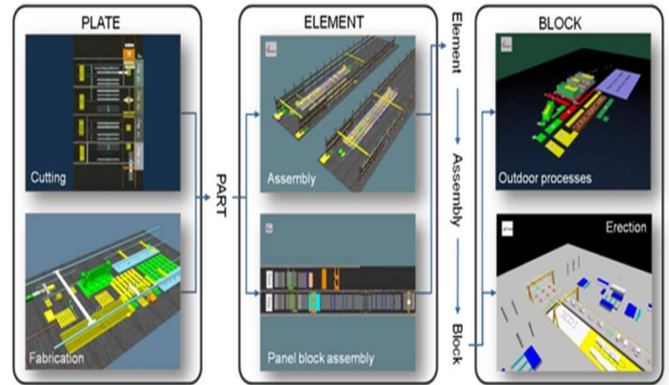 PLATE
Cutting
Fabrication
PART
ELEMENT
Assembly
Panel block assembly
Element
Assembly
Block
BLOCK
Outdoor processes
Erection